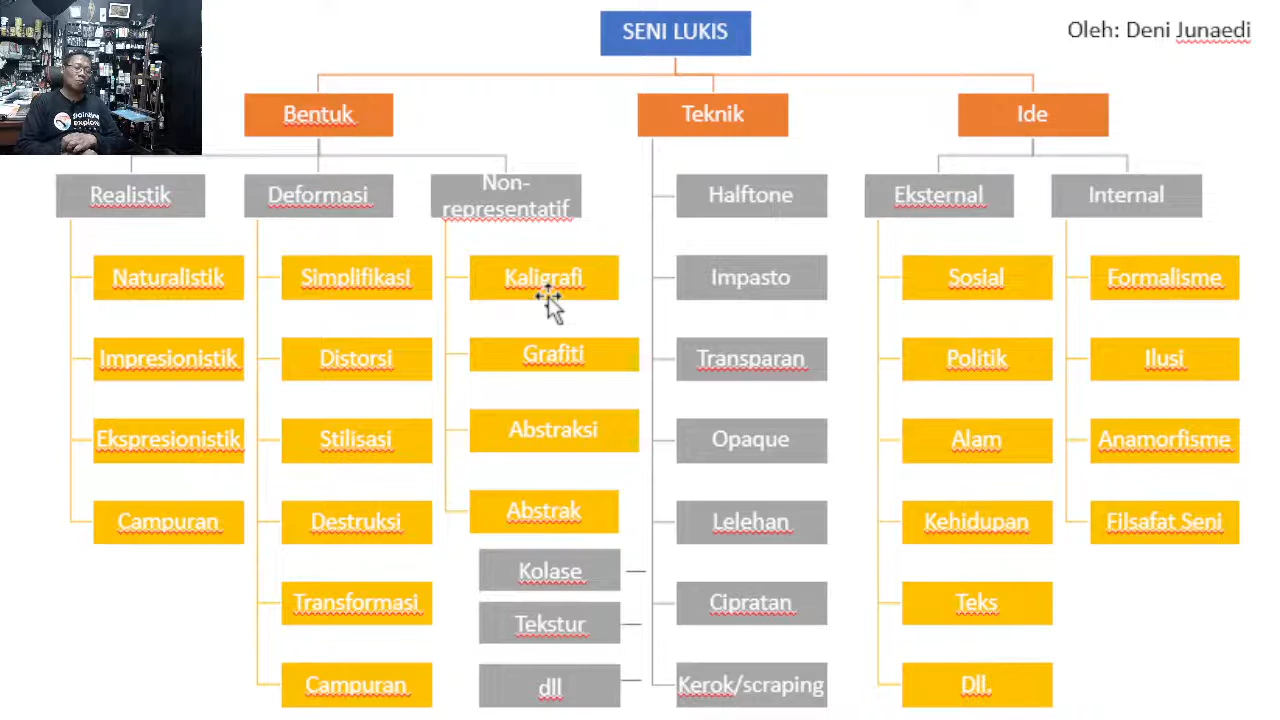 SENI LUKIS
Oleh: Deni Junaedi
Bentuk
Teknik
Ide
Realistik
Deformasi
Non-
representatif
Halftone
Eksternal
Internal
Naturalistik
Simplifikasi
Kaligrafi
Impasto
Sosial
Formalisme
Impresionistik
Distorsi
Grafiti
Transparan
Politik
Ilusi
Ekspresionistik
Stilisasi
Abstraksi
Opaque
Alam
Anamorfisme
Campuran
Destruksi
Abstrak
Lelehan
Kehidupan
Filsafat Seni
Kolase
Transformasi
Tekstur
Cipratan
Teks
Campuran
dll
Kerok/scraping
Dll.
painting
explor